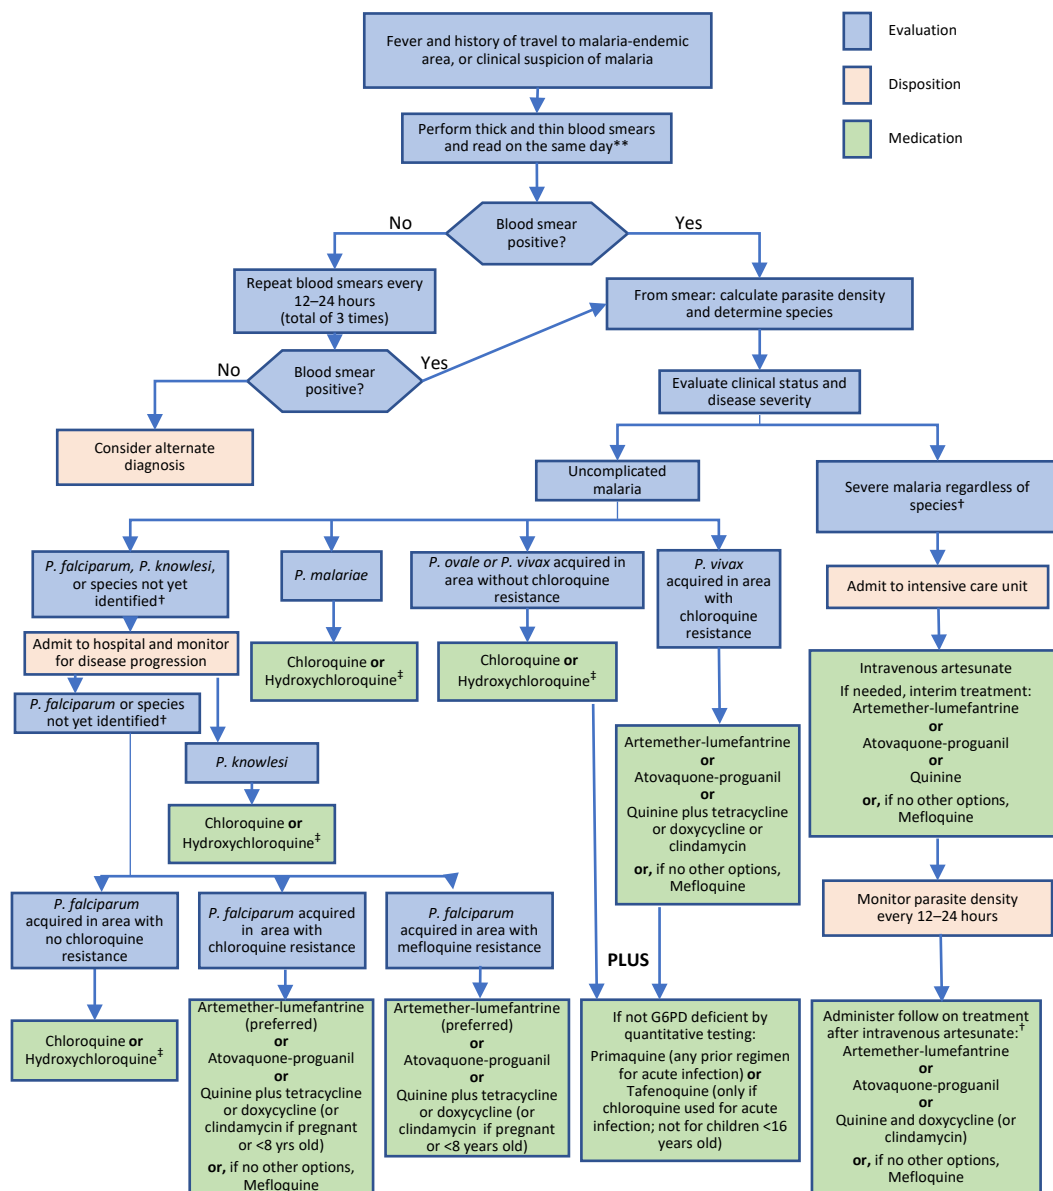 Fever and history of travel to malaria-endemic
area, or clinical suspicion of malaria
Evaluation
Disposition
Medication
Perform thick and thin blood smears
and read on the same day**
No
Blood smear
positive?
Yes
Repeat blood smears every
12–24 hours
(total of 3 times)
From smear: calculate parasite density
and determine species
No
Blood smear
positive?
Yes
Evaluate clinical status and
disease severity
Consider alternate
diagnosis
Uncomplicated
malaria
Severe malaria regardless of
species†
P. falciparum, P. knowlesi,
or species not yet
identified†
P. malariae
P. ovale or P. vivax acquired in
area without chloroquine
resistance
P. vivax
acquired in area
with
chloroquine
resistance
Admit to intensive care unit
Admit to hospital and monitor
for disease progression
Chloroquine or
Hydroxychloroquine‡
Chloroquine or
Hydroxychloroquine‡
P. falciparum or species
not yet identified†
P. knowlesi
Chloroquine or
Hydroxychloroquine‡
Artemether-lumefantrine
or
Atovaquone-proguanil
or
Quinine plus tetracycline
or doxycycline or
clindamycin
or, if no other options,
Mefloquine
Intravenous artesunate
If needed, interim treatment:
Artemether-lumefantrine
or
Atovaquone-proguanil
or
Quinine
or, if no other options,
Mefloquine
Monitor parasite density
every 12–24 hours
P. falciparum
acquired in area with
no chloroquine
resistance
P. falciparum acquired
in area with
chloroquine resistance
P. falciparum
acquired in area with
mefloquine resistance
PLUS
Chloroquine or
Hydroxychloroquine‡
Artemether-lumefantrine
(preferred)
or
Atovaquone-proguanil
or
Quinine plus tetracycline
or doxycycline (or
clindamycin if pregnant
or <8 yrs old)
or, if no other options,
Mefloquine
Artemether-lumefantrine
(preferred)
or
Atovaquone-proguanil
or
Quinine plus tetracycline
or doxycycline (or
clindamycin if pregnant
or <8 years old)
If not G6PD deficient by
quantitative testing:
Primaquine (any prior regimen
for acute infection) or
Tafenoquine (only if
chloroquine used for acute
infection; not for children <16
years old)
Administer follow on treatment
after intravenous artesunate:†
Artemether-lumefantrine
or
Atovaquone-proguanil
or
Quinine and doxycycline (or
clindamycin)
or, if no other options,
Mefloquine